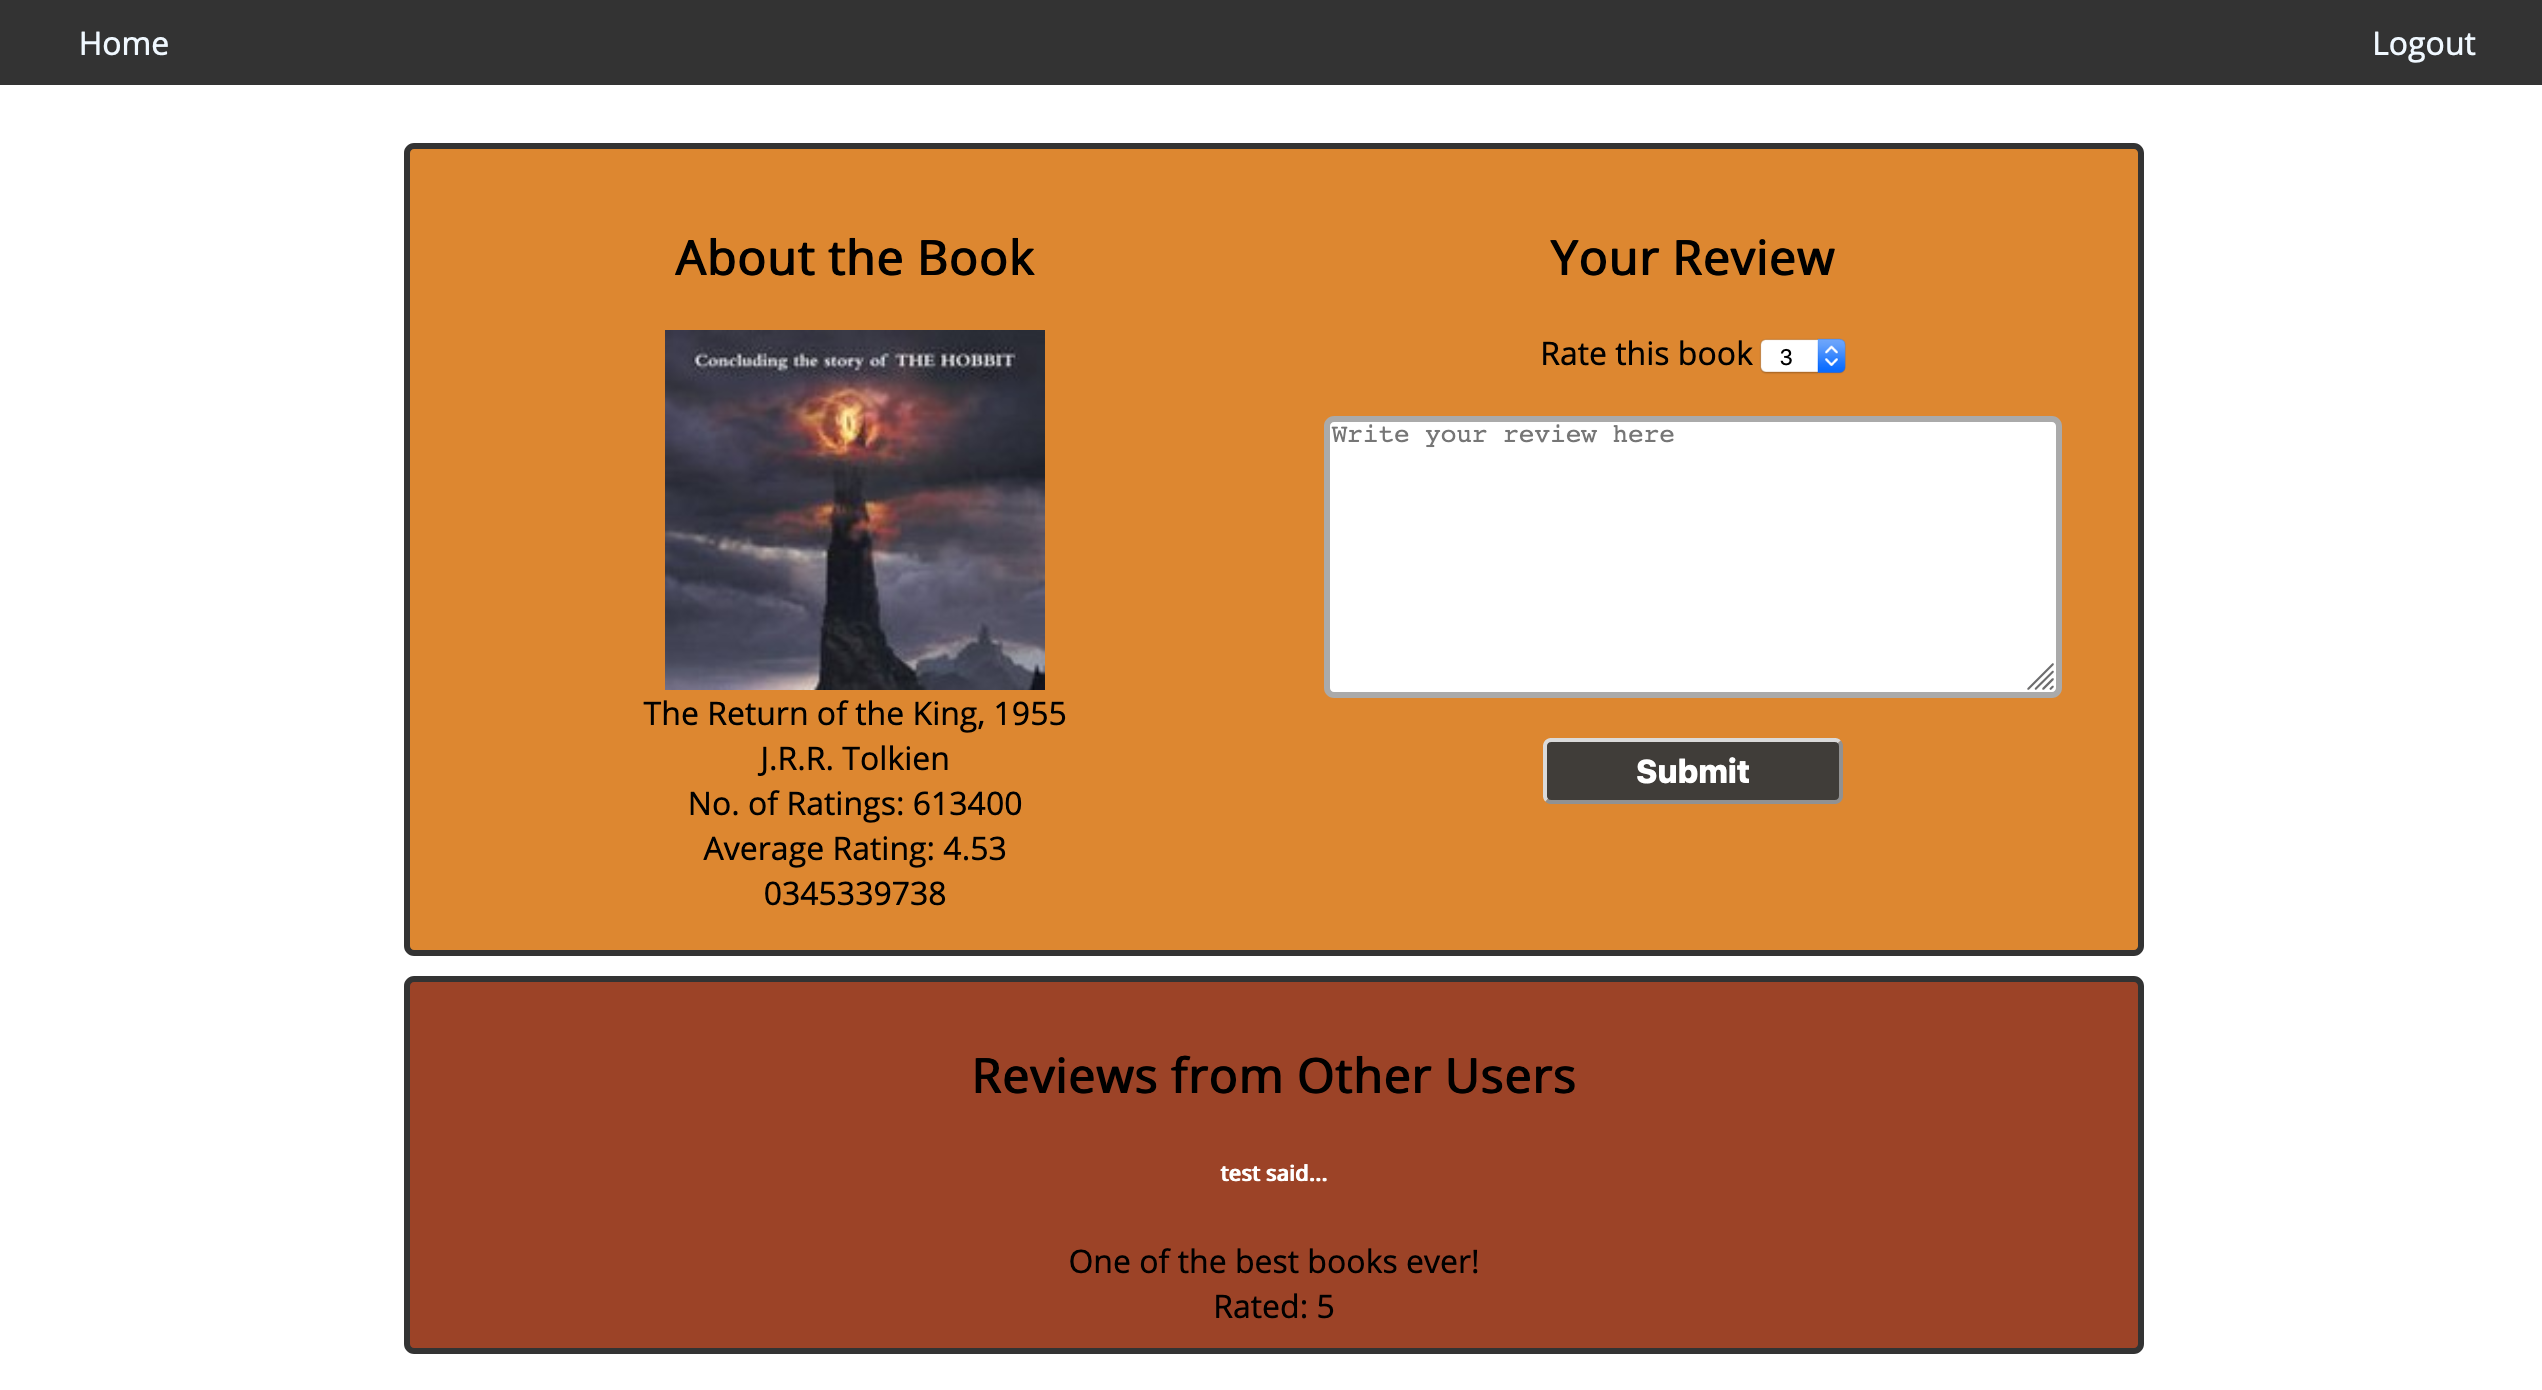 Home
Logout
About the Book
Concluding the story of THE HOBBIT
The Return of the King, 1955
J.R.R. Tolkien
No. of Ratings: 613400
Average Rating: 4.53
0345339738
Your Review
Rate this book 3
Write your review here
Submit
Reviews from Other Users
test said...
One of the best books ever!
Rated: 5